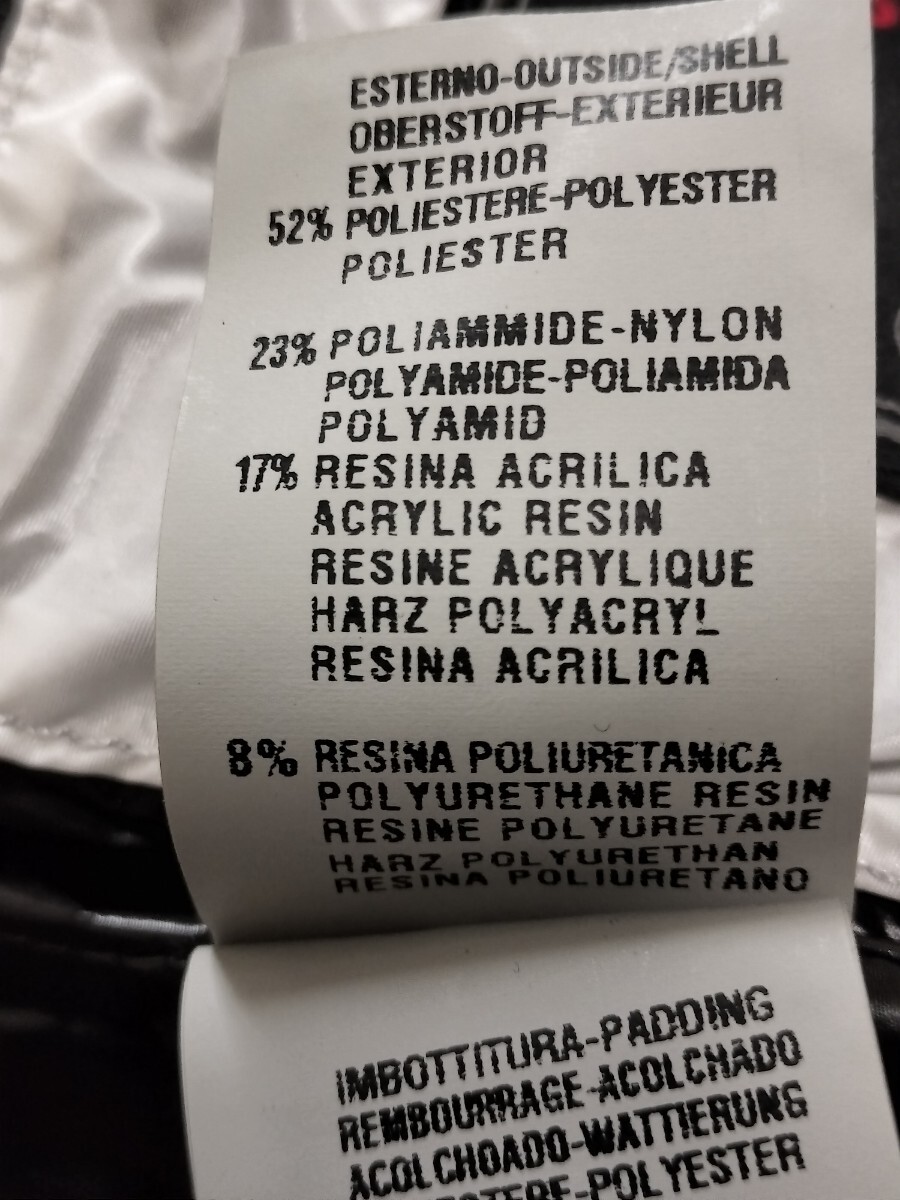 ESTERNO-OUTSIDE/SHELL
OBERSTOFF-EXTERIEUR
EXTERIOR
52% POLIESTERE-POLYESTER
POLIESTER
23% POLIAMMIDE-NYLON
POLYAMIDE-POLIAMIDA
POLYAMID
17% RESINA ACRILICA
ACRYLIC RESIN
RESINE ACRYLIQUE
HARZ POLYACRYL
RESINA ACRILICA
8% RESINA POLIURETANICA
POLYURETHANE RESIN
RESINE POLYURETANE
HARZ POLYURETHAN
RESINA POLIURETANO
IMBOTTITURA-PADDING
REMBOURRAGE-ACOLCHADO
ACOLCHOADO-WATTIERUNG
-POLYESTER